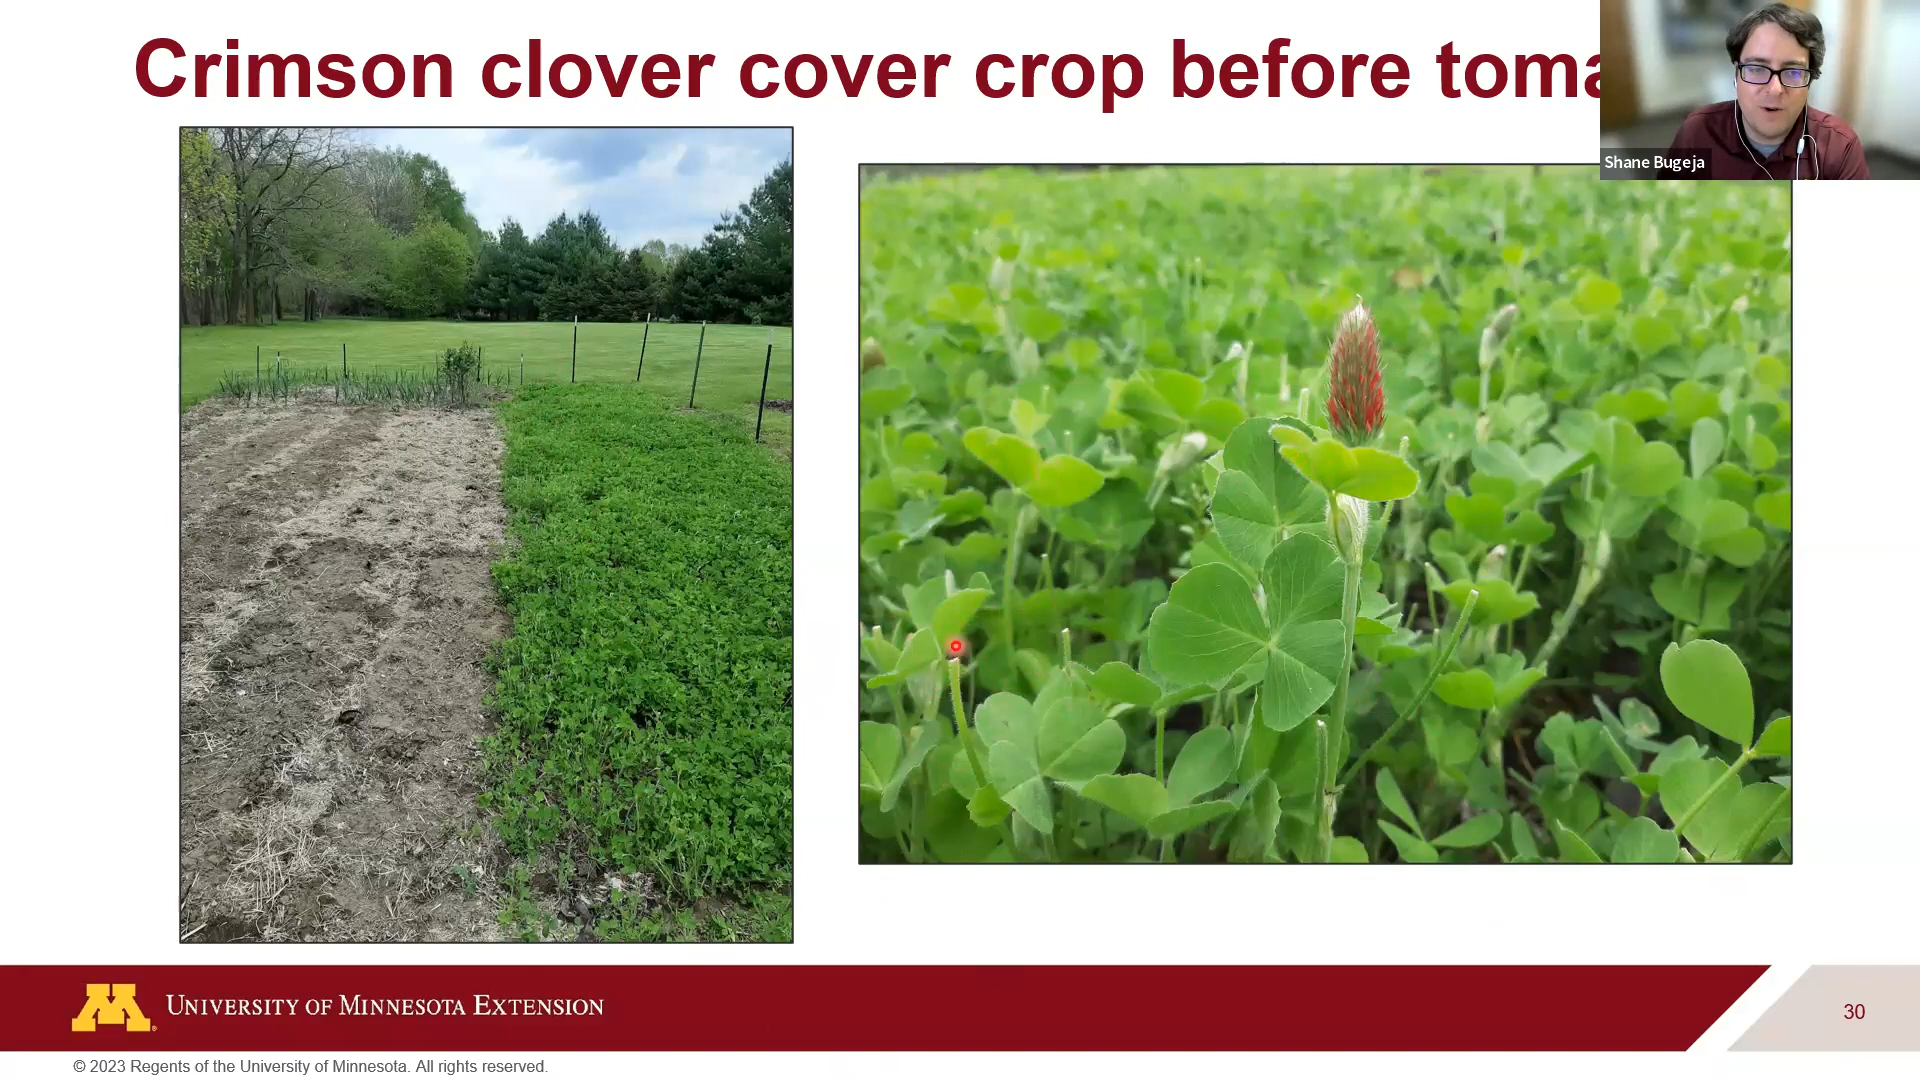 Crimson clover cover crop before toma
Shane Bugeja
UNIVERSITY OF MINNESOTA EXTENSION
30
© 2023 Regents of the University of Minnesota. All rights reserved.